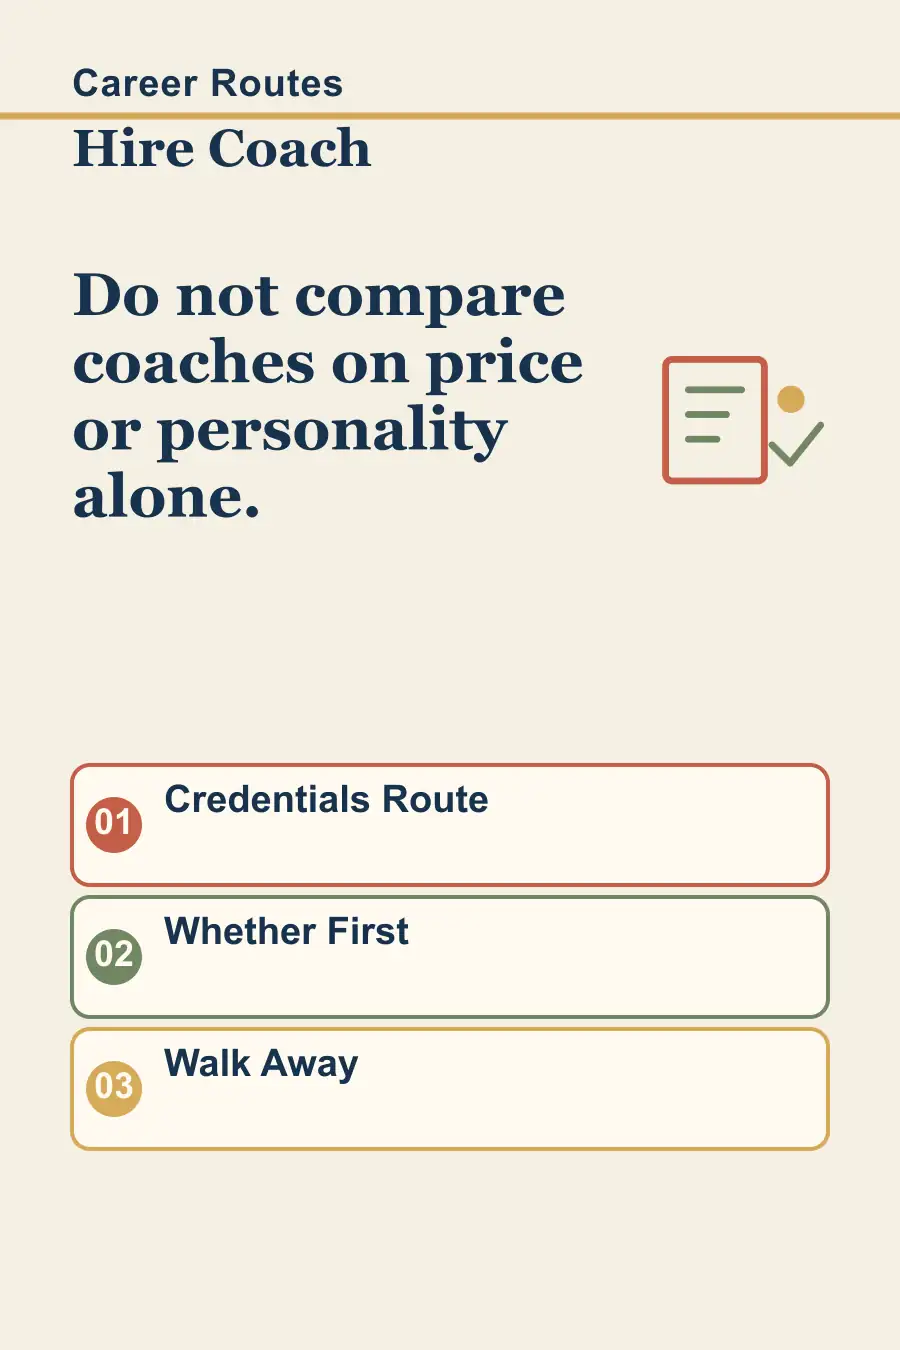 Career Routes
Hire Coach
Do not compare
coaches on price
or personality
alone.
01 Credentials Route
02 Whether First
03 Walk Away